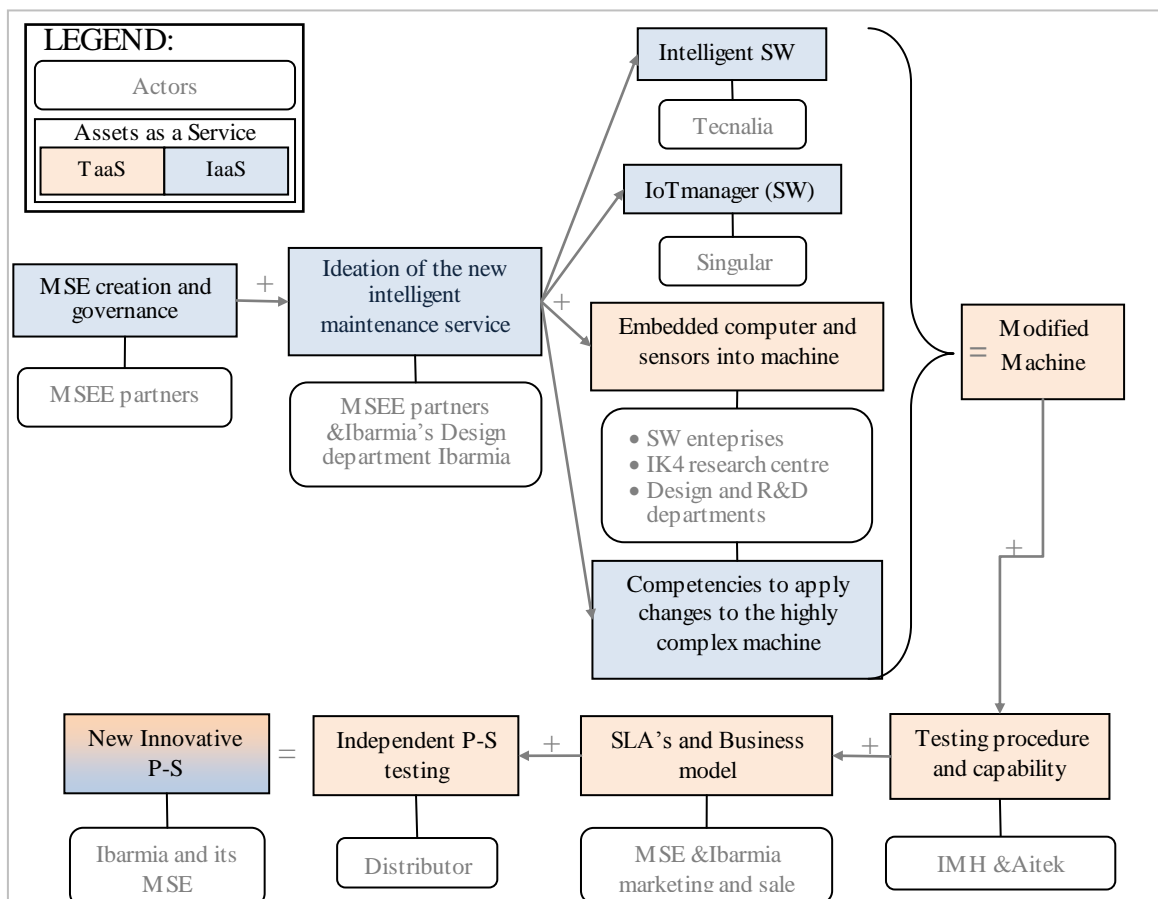 LEGEND:
Actors
Assets as a Service
TaaS
IaaS
Intelligent SW
Tecnalia
IoTmanager (SW)
Singular
MSE creation and
governance
+
MSEE partners
Ideation of the new
intelligent
maintenance service
MSEE partners
&Ibarmia's Design
department Ibarmia
+
Embedded computer and
sensors into machine
• SW enteprises
• IK4 research centre
• Design and R&D
departments
Competencies to apply
changes to the highly
complex machine
=
Modified
Machine
+
Testing procedure
and capability
IMH &Aitek
+
SLA's and Business
model
MSE &Ibarmia
marketing and sale
+
Independent P-S
testing
Distributor
=
New Innovative
P-S
Ibarmia and its
MSE